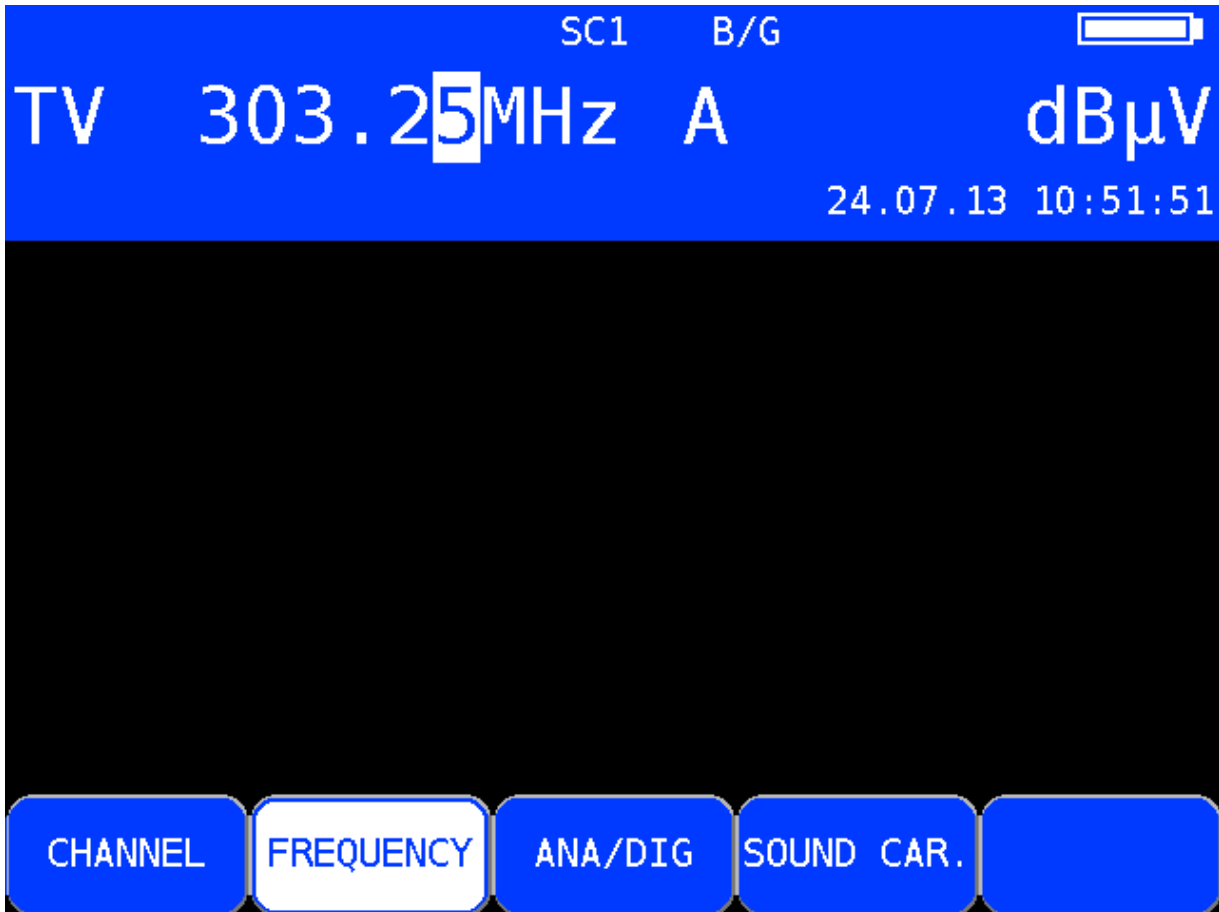 SC1 B/G
TV 303.25MHz A dBµV
24.07.13 10:51:51
CHANNEL FREQUENCY ANA/DIG SOUND CAR.